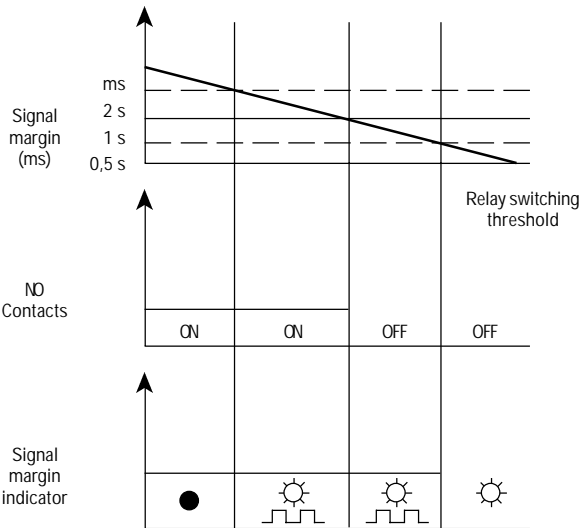 ms
2 s
1 s
0,5 s
Signal
margin
(ms)
Relay switching
threshold
NO
Contacts
ON ON OFF OFF
Signal
margin
indicator